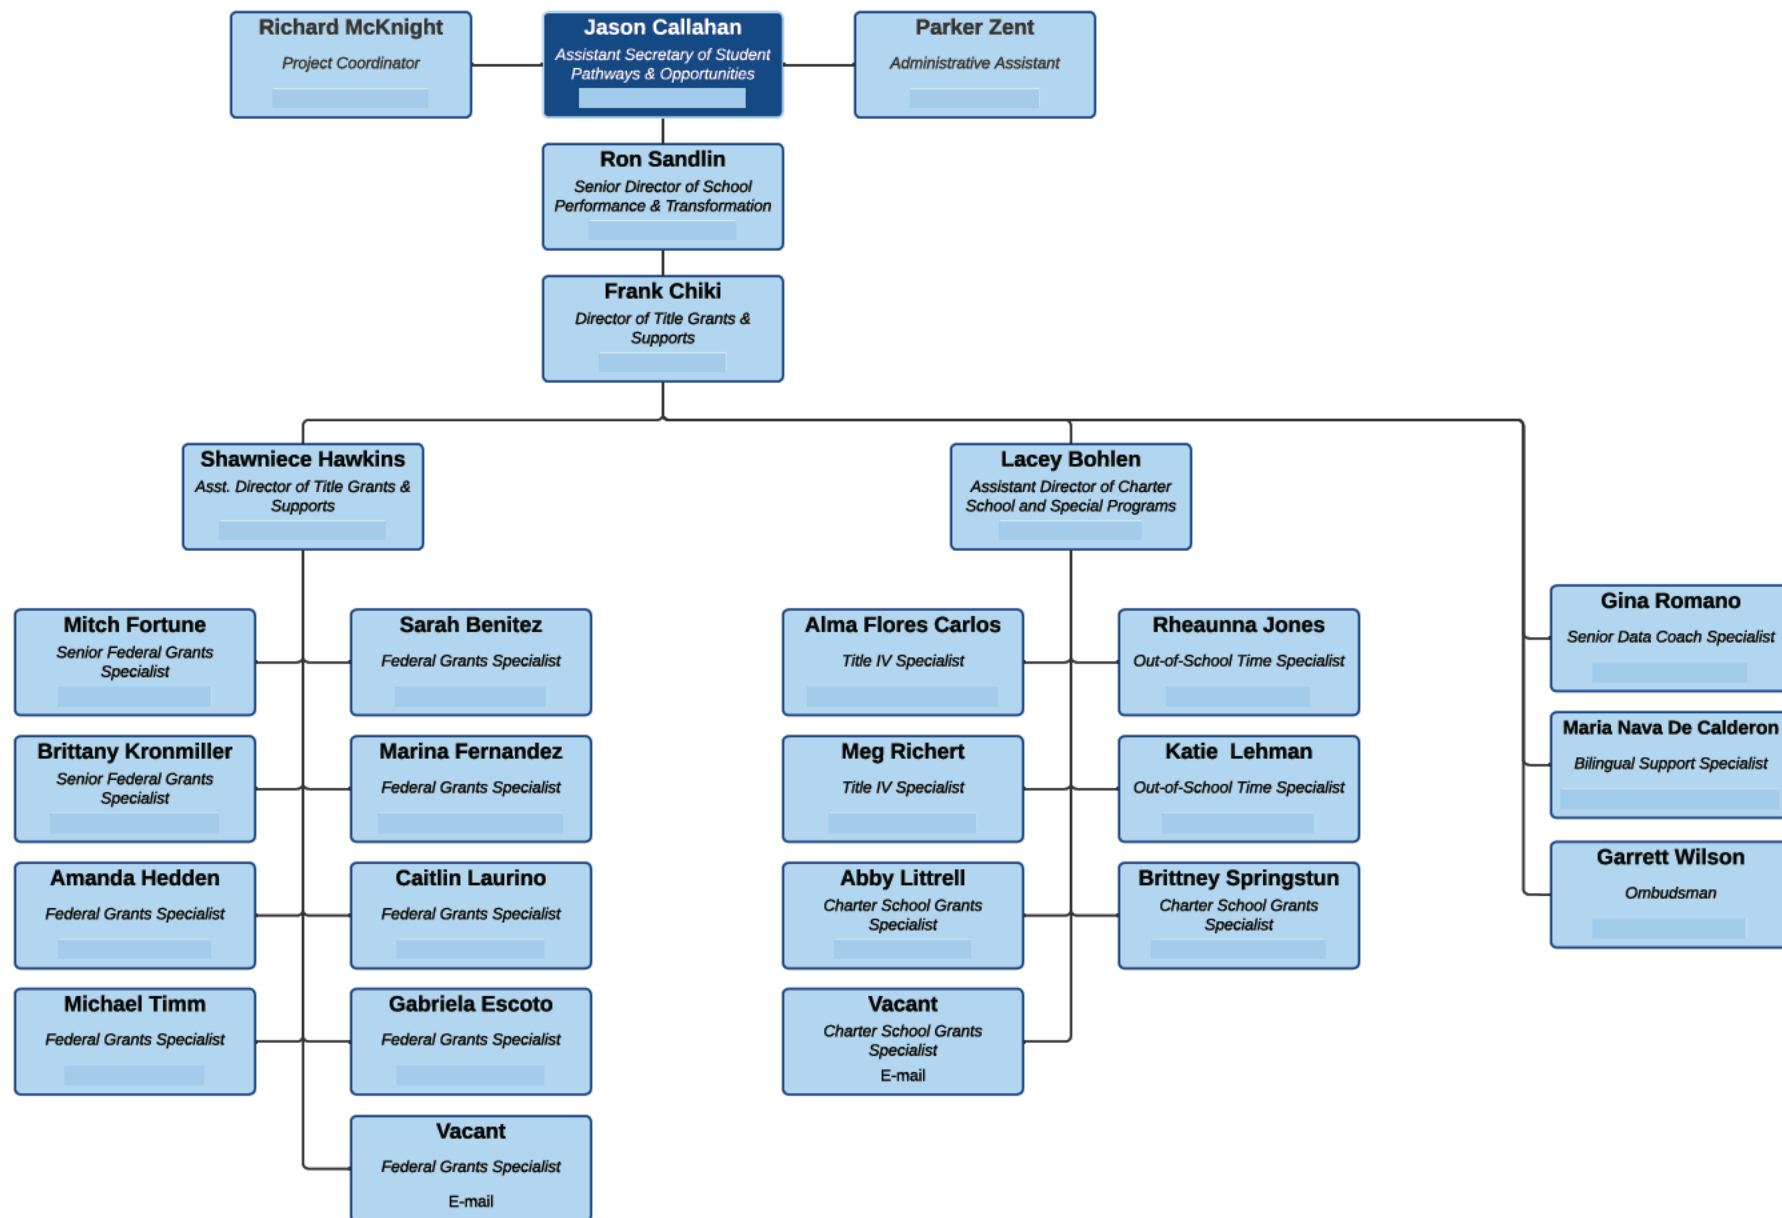 Richard McKnight
Project Coordinator
Jason Callahan
Assistant Secretary of Student
Pathways & Opportunities
Parker Zent
Administrative Assistant
Ron Sandlin
Senior Director of School
Performance & Transformation
Frank Chiki
Director of Title Grants &
Supports
Shawniece Hawkins
Asst. Director of Title Grants &
Supports
Lacey Bohlen
Assistant Director of Charter
School and Special Programs
Mitch Fortune
Senior Federal Grants
Specialist
Sarah Benitez
Federal Grants Specialist
Alma Flores Carlos
Title IV Specialist
Rheaunna Jones
Out-of-School Time Specialist
Gina Romano
Senior Data Coach Specialist
Brittany Kronmiller
Senior Federal Grants
Specialist
Marina Fernandez
Federal Grants Specialist
Meg Richert
Title IV Specialist
Katie  Lehman
Out-of-School Time Specialist
Maria Nava De Calderon
Bilingual Support Specialist
Amanda Hedden
Federal Grants Specialist
Caitlin Laurino
Federal Grants Specialist
Abby Littrell
Charter School Grants
Specialist
Brittney Springstun
Charter School Grants
Specialist
Garrett Wilson
Ombudsman
Michael Timm
Federal Grants Specialist
Gabriela Escoto
Federal Grants Specialist
Vacant
Charter School Grants
Specialist
E-mail
Vacant
Federal Grants Specialist
E-mail